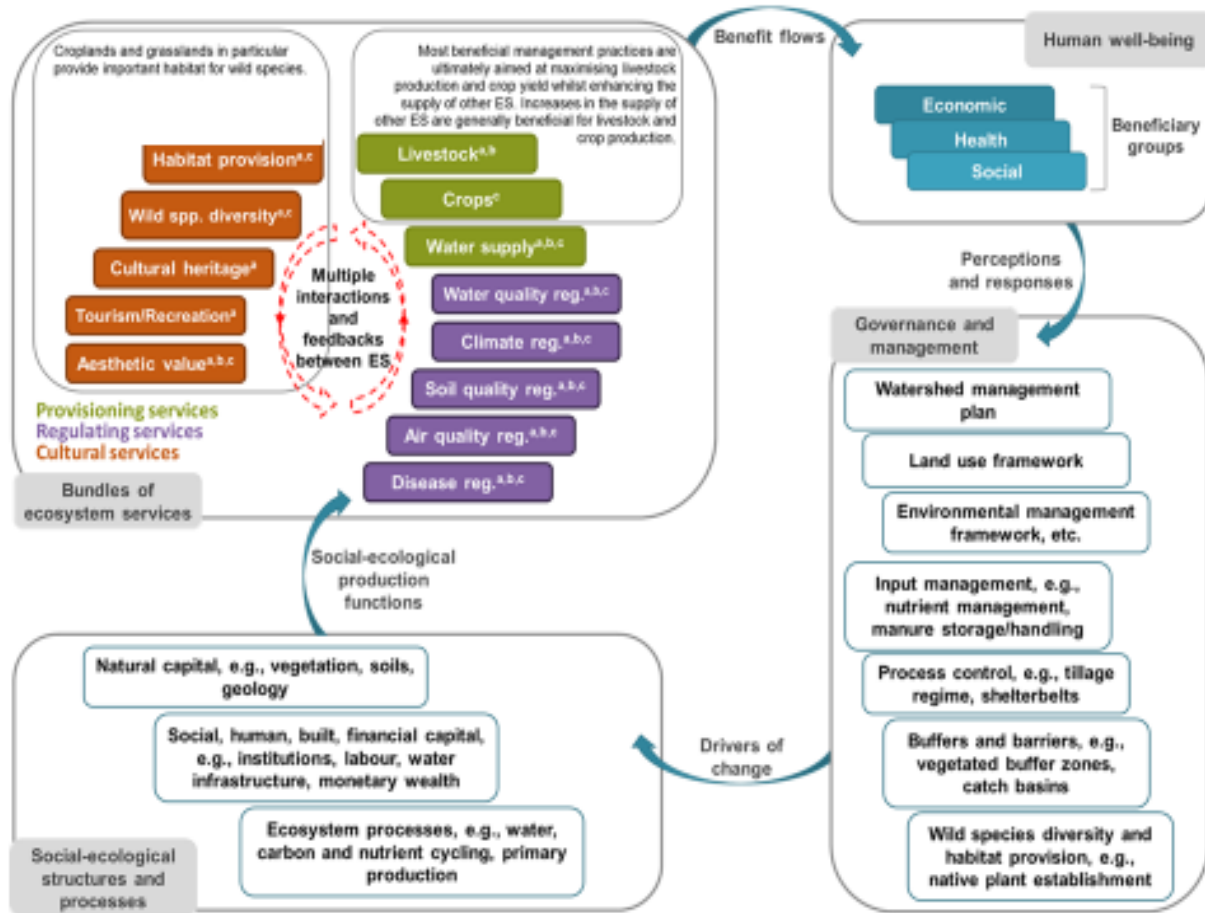 Croplands and grasslands in particular
provide important habitat for wild species.
Most beneficial management practices are
ultimately aimed at maximising livestock
production and crop yield whilst enhancing the
supply of other ES. Increases in the supply of
other ES are generally beneficial for livestock and
crop production.
Habitat provision a,c
Wild spp. diversity a,c
Cultural heritage a
Tourism/Recreation a
Aesthetic value a,b,c
Multiple
interactions
and
feedbacks
between ES
Livestock a,b
Crops c
Water supply a,b,c
Water quality reg. a,b,c
Climate reg. a,b,c
Soil quality reg. a,b,c
Air quality reg. a,b,c
Disease reg. a,b,c
Provisioning services
Regulating services
Cultural services
Bundles of
ecosystem services
Benefit flows
Human well-being
Economic
Health
Social
Beneficiary
groups
Perceptions
and responses
Governance and
management
Watershed management
plan
Land use framework
Environmental management
framework, etc.
Input management, e.g.,
nutrient management,
manure storage/handling
Process control, e.g., tillage
regime, shelterbelts
Buffers and barriers, e.g.,
vegetated buffer zones,
catch basins
Wild species diversity and
habitat provision, e.g.,
native plant establishment
Drivers of
change
Social-ecological
production
functions
Natural capital, e.g., vegetation, soils,
geology
Social, human, built, financial capital,
e.g., institutions, labour, water
infrastructure, monetary wealth
Ecosystem processes, e.g., water,
carbon and nutrient cycling, primary
production
Social-ecological
structures and
processes